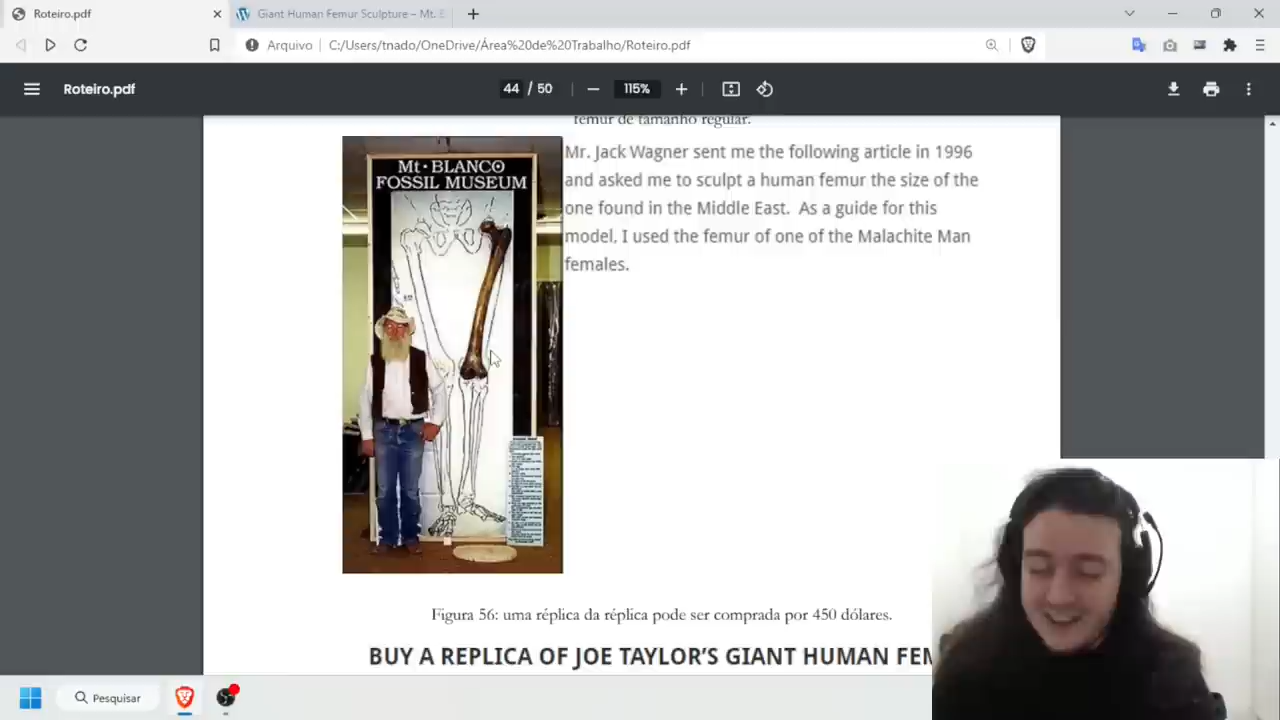 Roteiro.pdf
Giant Human Femur Sculpture – Mt. B
Arquivo
C:/Users/tnado/OneDrive/Área%20de%20Trabalho/Roteiro.pdf
Roteiro.pdf
44 / 50
115%
femur de tamanho regular.
Mt • BLANCO
FOSSIL MUSEUM
Mr. Jack Wagner sent me the following article in 1996
and asked me to sculpt a human femur the size of the
one found in the Middle East. As a guide for this
model, I used the femur of one of the Malachite Man
females.
Figura 56: uma réplica da réplica pode ser comprada por 450 dólares.
BUY A REPLICA OF JOE TAYLOR'S GIANT HUMAN FEM
Pesquisar